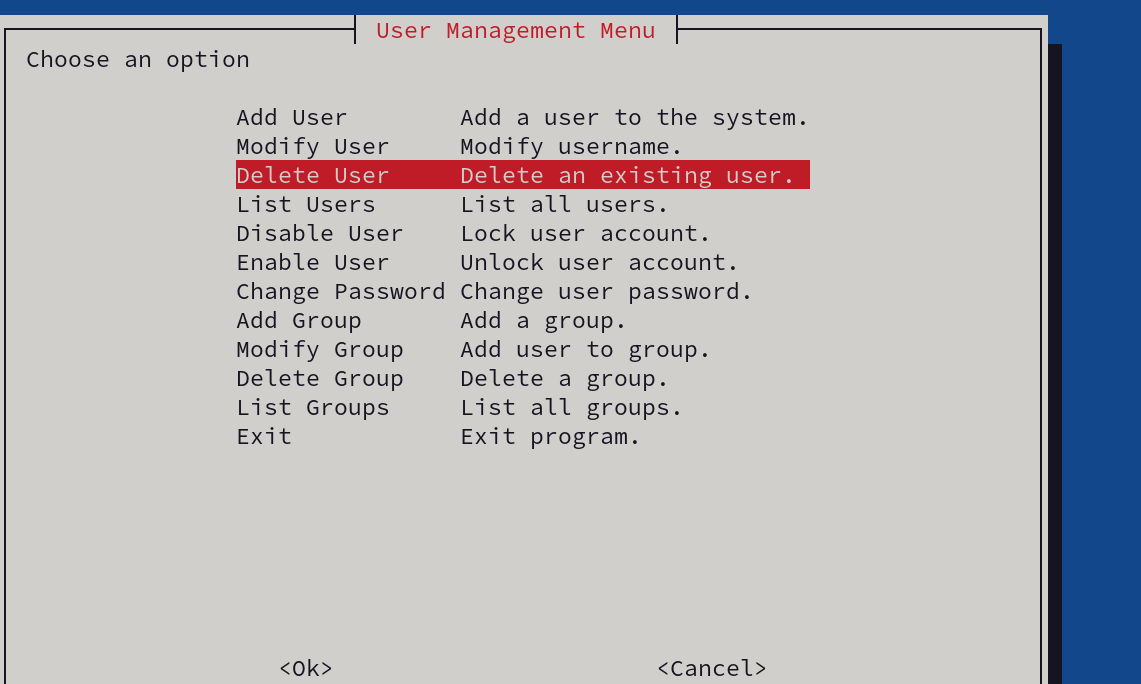 User Management Menu
Choose an option
Add User Add a user to the system.
Modify User Modify username.
Delete User Delete an existing user.
List Users List all users.
Disable User Lock user account.
Enable User Unlock user account.
Change Password Change user password.
Add Group Add a group.
Modify Group Add user to group.
Delete Group Delete a group.
List Groups List all groups.
Exit Exit program.
<Ok> <Cancel>